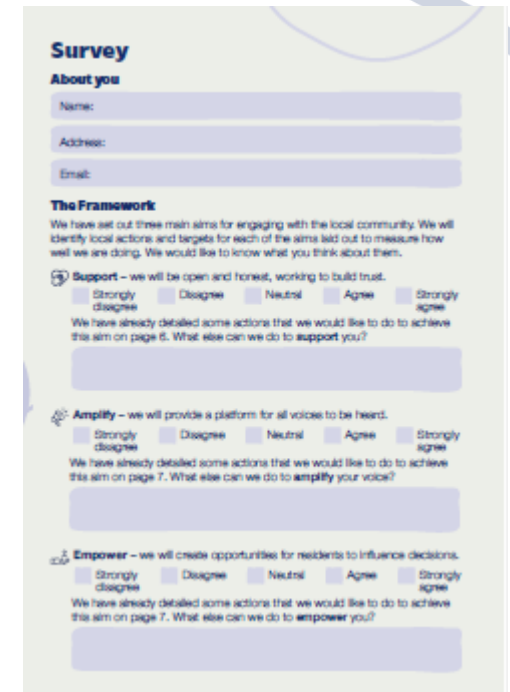 Survey
About you
Name:
Address:
Email:
The Framework
We have set out three main aims for engaging with the local community. We will
identify local actions and targets for each of the aims laid out to measure how
well we are doing. We would like to know what you think about them.
Support – we will be open and honest, working to build trust.
Strongly disagree Disagree Neutral Agree Strongly agree
We have already detailed some actions that we would like to do to achieve
this aim on page 6. What else can we do to support you?
Amplify – we will provide a platform for all voices to be heard.
Strongly disagree Disagree Neutral Agree Strongly agree
We have already detailed some actions that we would like to do to achieve
this aim on page 7. What else can we do to amplify your voice?
Empower – we will create opportunities for residents to influence decisions.
Strongly disagree Disagree Neutral Agree Strongly agree
We have already detailed some actions that we would like to do to achieve
this aim on page 7. What else can we do to empower you?